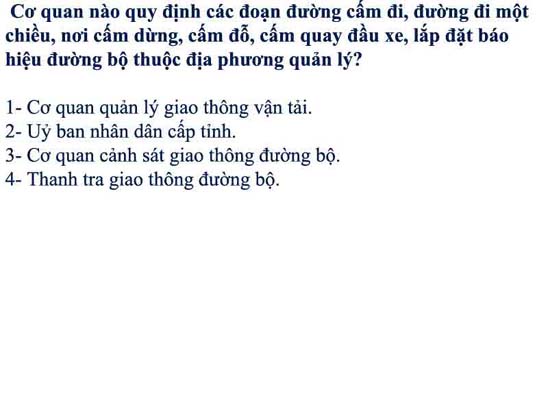 Cơ quan nào quy định các đoạn đường cấm đi, đường đi một
chiều, nơi cấm dừng, cấm đỗ, cấm quay đầu xe, lắp đặt báo
hiệu đường bộ thuộc địa phương quản lý?
1- Cơ quan quản lý giao thông vận tải.
2- Uỷ ban nhân dân cấp tỉnh.
3- Cơ quan cảnh sát giao thông đường bộ.
4- Thanh tra giao thông đường bộ.